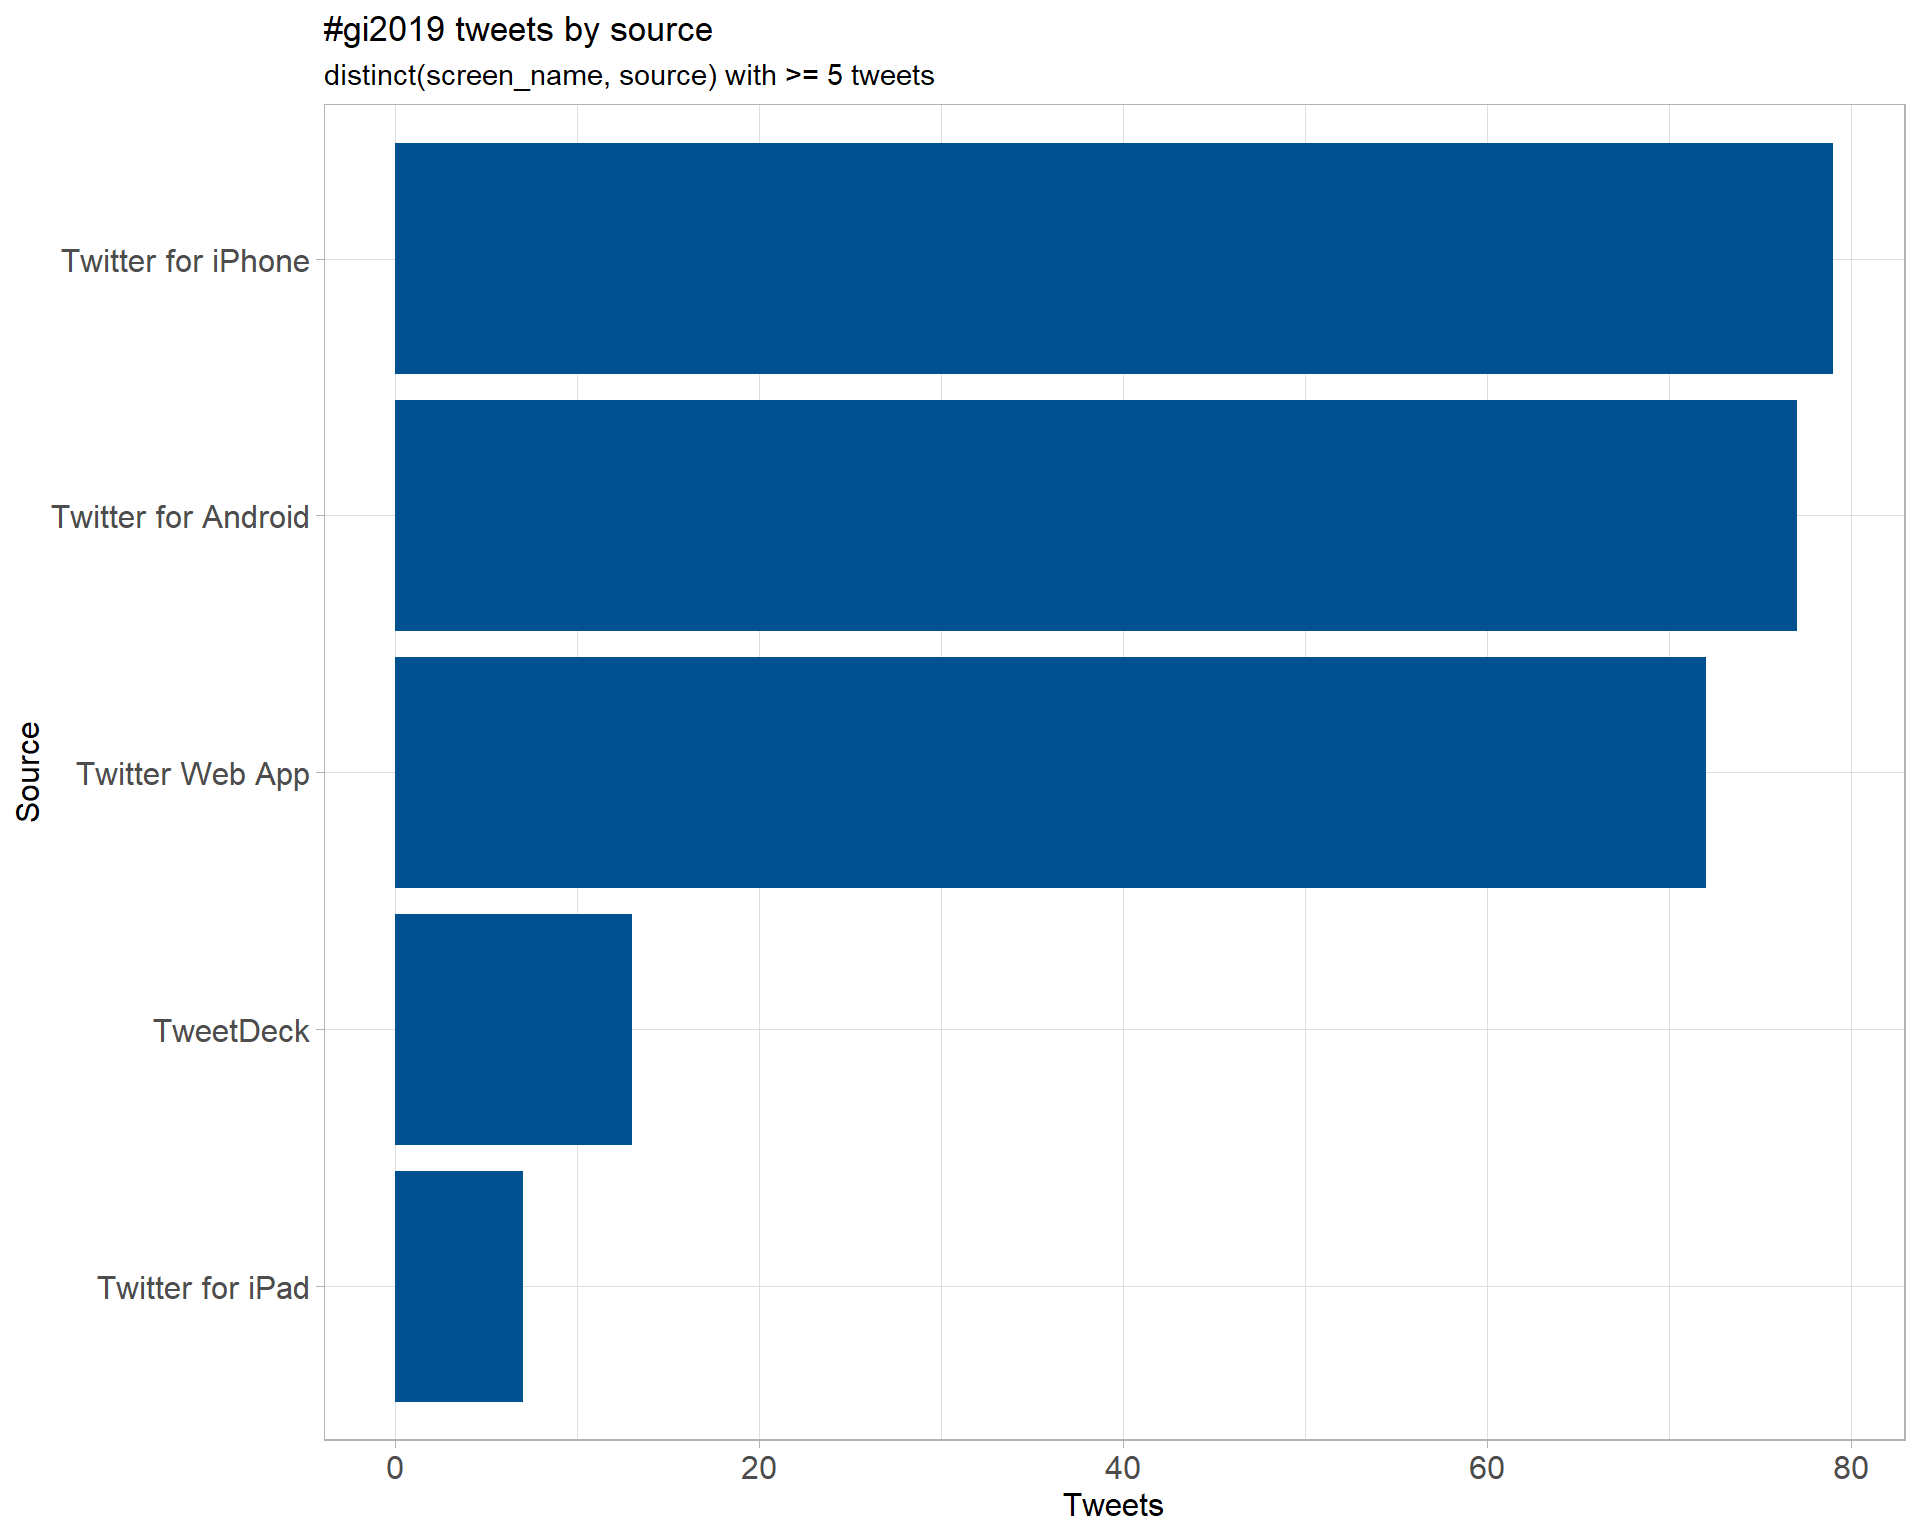 #gi2019 tweets by source
distinct(screen_name, source) with >= 5 tweets
Source
Twitter for iPhone
Twitter for Android
Twitter Web App
TweetDeck
Twitter for iPad
0 20 40 60 80
Tweets